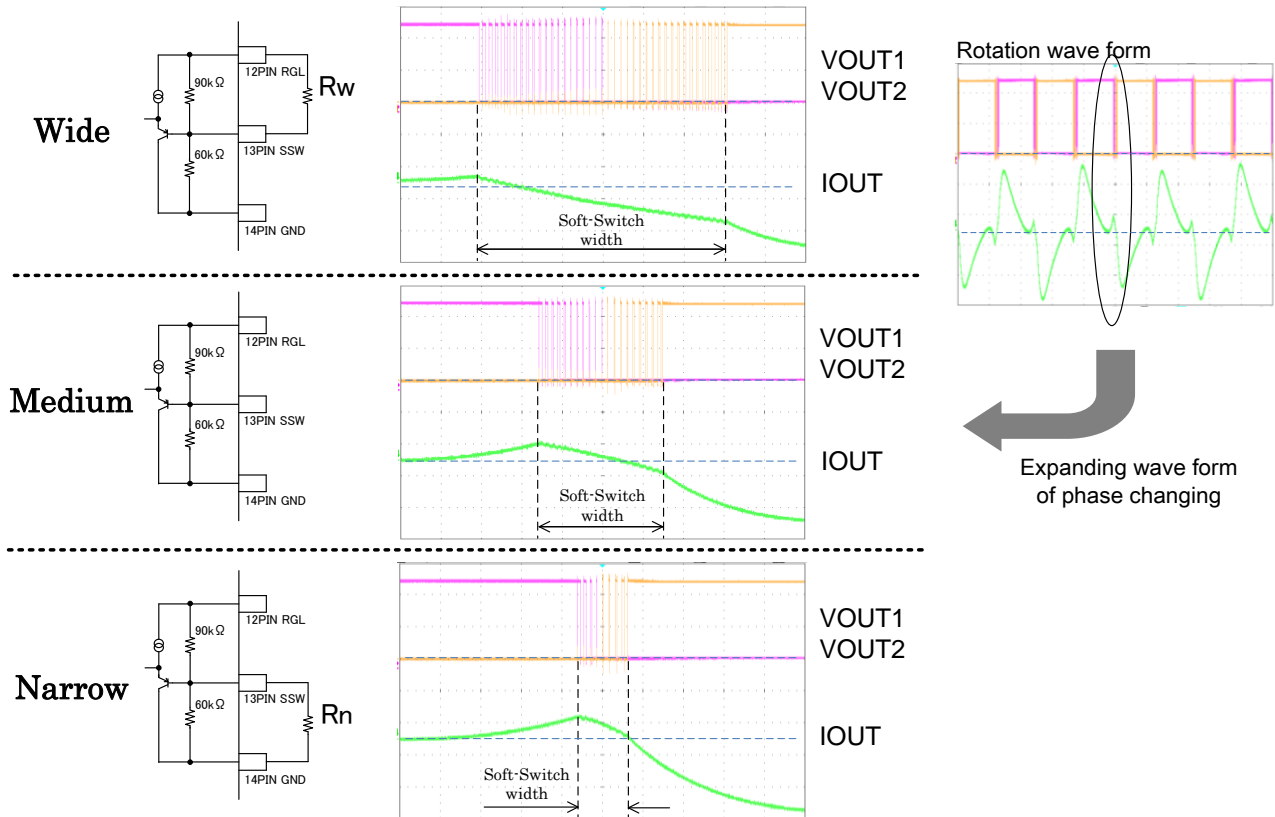 Wide
12PIN RGL
90kΩ
Rw
13PIN SSW
60kΩ
14PIN GND
VOUT1
VOUT2
IOUT
Soft-Switch
width
Rotation wave form
Medium
12PIN RGL
90kΩ
13PIN SSW
60kΩ
14PIN GND
VOUT1
VOUT2
IOUT
Soft-Switch
width
Expanding wave form
of phase changing
Narrow
12PIN RGL
90kΩ
13PIN SSW
60kΩ
Rn
14PIN GND
VOUT1
VOUT2
IOUT
Soft-Switch
width